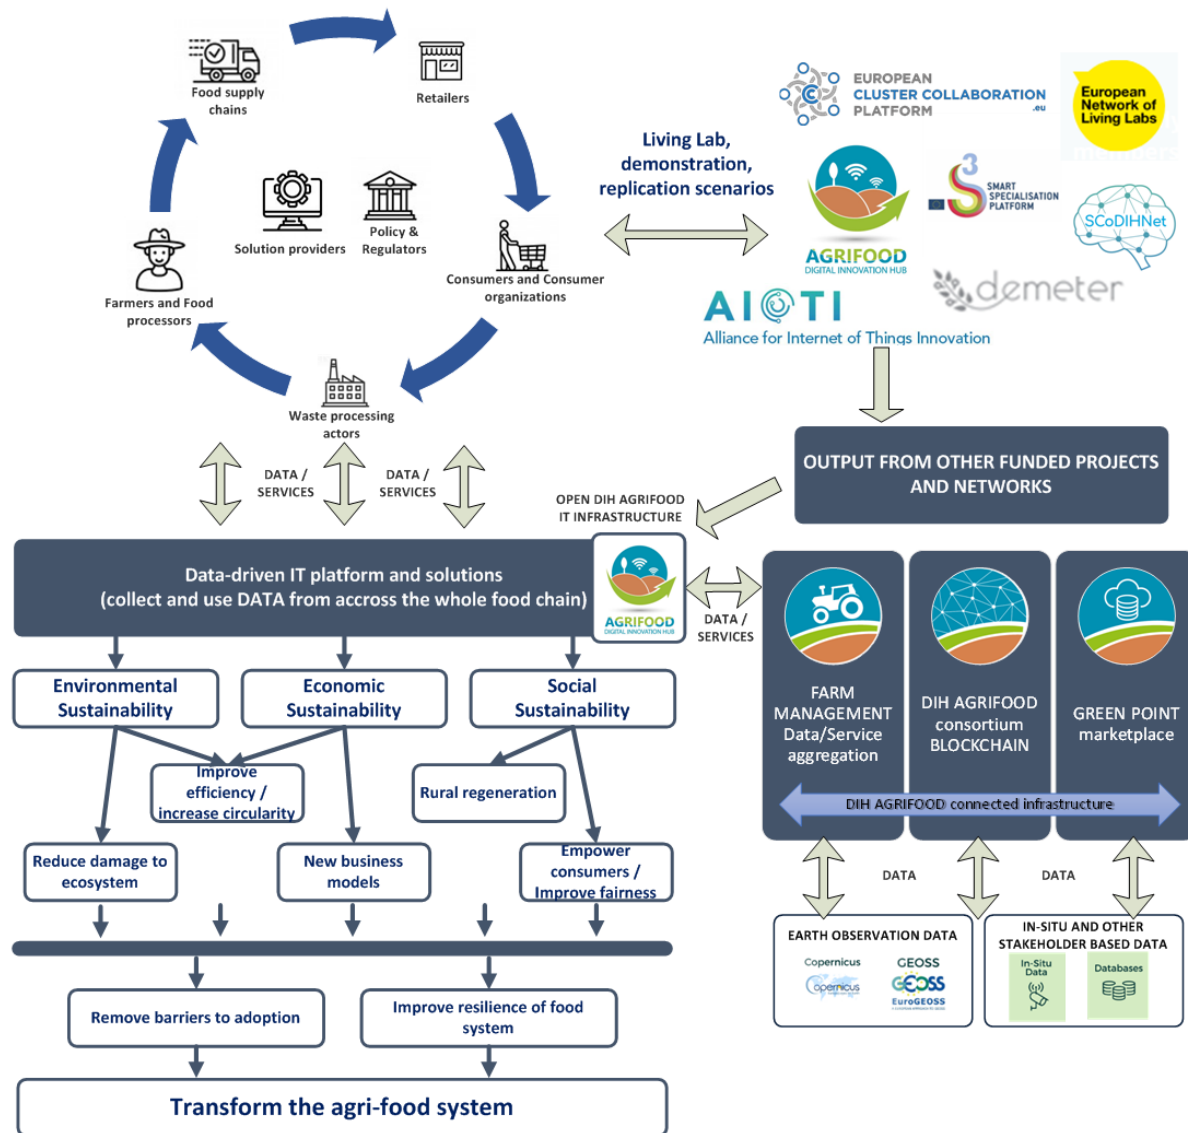 Food supply
chains
Retailers
Solution providers
Policy &
Regulators
Farmers and Food
processors
Consumers and Consumer
organizations
Waste processing
actors
Living Lab,
demonstration,
replication scenarios
EUROPEAN
CLUSTER COLLABORATION
PLATFORM
.eu
European
Network of
Living Labs
AGRIFOOD
DIGITAL INNOVATION HUB
S3
SMART
SPECIALISATION
PLATFORM
SCoDIHNet
demeter
AIOTI
Alliance for Internet of Things Innovation
DATA /
SERVICES
DATA /
SERVICES
OPEN DIH AGRIFOOD
IT INFRASTRUCTURE
OUTPUT FROM OTHER FUNDED PROJECTS
AND NETWORKS
Data-driven IT platform and solutions
(collect and use DATA from accross the whole food chain)
AGRIFOOD
DIGITAL INNOVATION HUB
DATA /
SERVICES
FARM
MANAGEMENT
Data/Service
aggregation
DIH AGRIFOOD
consortium
BLOCKCHAIN
GREEN POINT
marketplace
DIH AGRIFOOD connected infrastructure
Environmental
Sustainability
Economic
Sustainability
Social
Sustainability
Improve
efficiency /
increase circularity
Rural regeneration
Reduce damage to
ecosystem
New business
models
Empower
consumers /
Improve fairness
DATA
DATA
EARTH OBSERVATION DATA
Copernicus
GEOSS
opernicus
GEOSS
EuroGEOSS
IN-SITU AND OTHER
STAKEHOLDER BASED DATA
In-Situ
Data
Databases
Remove barriers to adoption
Improve resilience of food
system
Transform the agri-food system